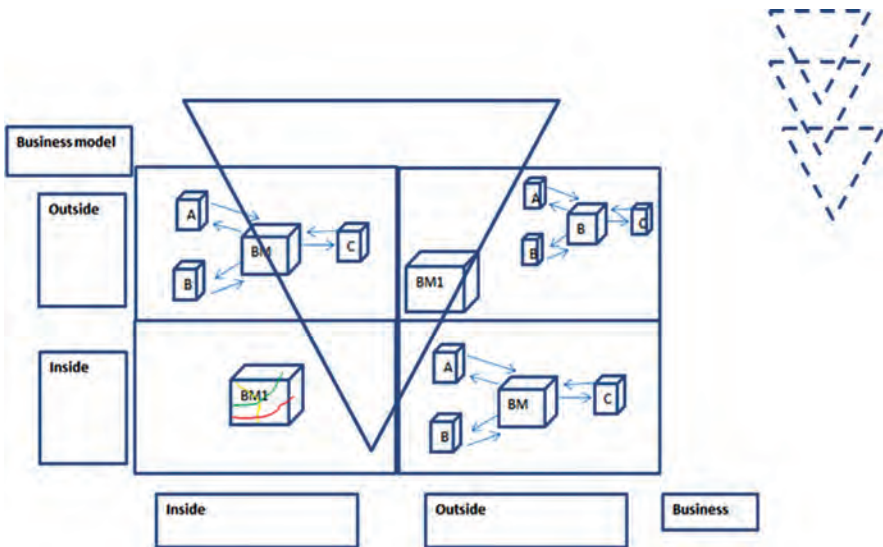 Business model
Outside
A
BM
C
B
A
B
C
B
BM1
Inside
BM1
A
BM
C
B
Inside
Outside
Business